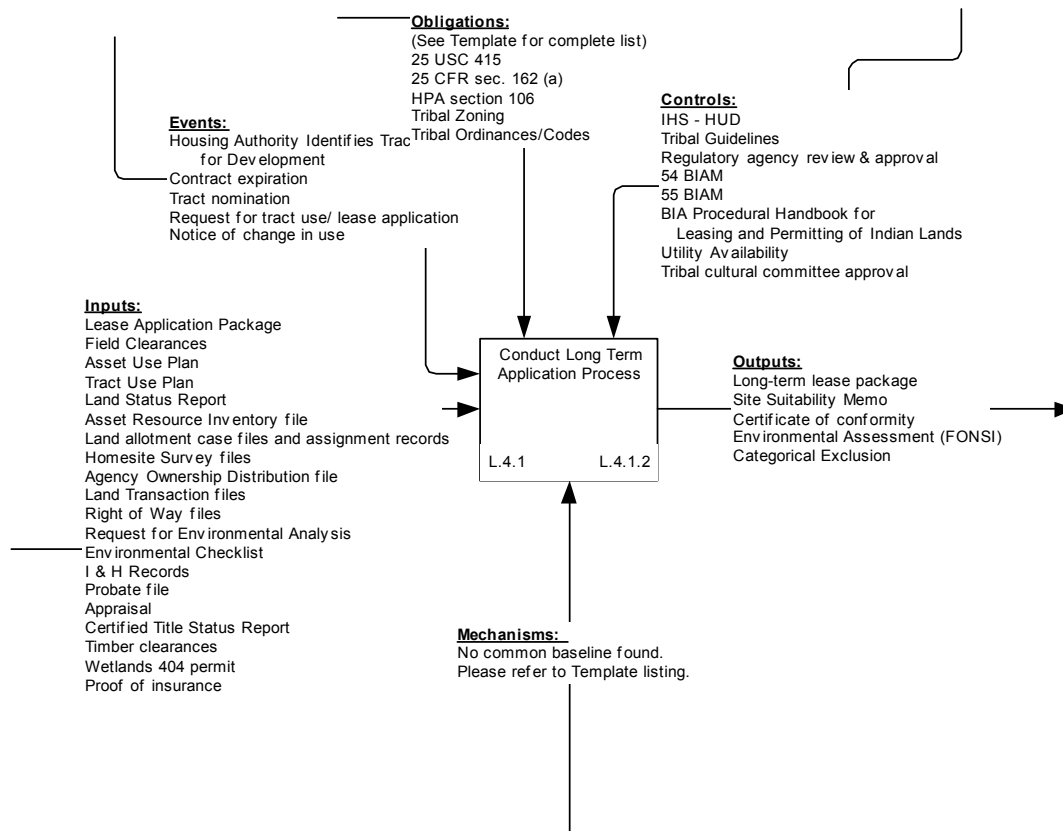 Obligations:
(See Template for complete list)
25 USC 415
25 CFR sec. 162 (a)
HPA section 106
Tribal Zoning
Tribal Ordinances/Codes
Controls:
IHS - HUD
Tribal Guidelines
Regulatory agency review & approval
54 BIAM
55 BIAM
BIA Procedural Handbook for
Leasing and Permitting of Indian Lands
Utility Availability
Tribal cultural committee approval
Events:
Housing Authority Identifies Trac
for Development
Contract expiration
Tract nomination
Request for tract use/ lease application
Notice of change in use
Inputs:
Lease Application Package
Field Clearances
Asset Use Plan
Tract Use Plan
Land Status Report
Asset Resource Inventory file
Land allotment case files and assignment records
Homesite Survey files
Agency Ownership Distribution file
Land Transaction files
Right of Way files
Request for Environmental Analysis
Environmental Checklist
I & H Records
Probate file
Appraisal
Certified Title Status Report
Timber clearances
Wetlands 404 permit
Proof of insurance
Conduct Long Term
Application Process
L.4.1 L.4.1.2
Outputs:
Long-term lease package
Site Suitability Memo
Certificate of conformity
Environmental Assessment (FONSI)
Categorical Exclusion
Mechanisms:
No common baseline found.
Please refer to Template listing.